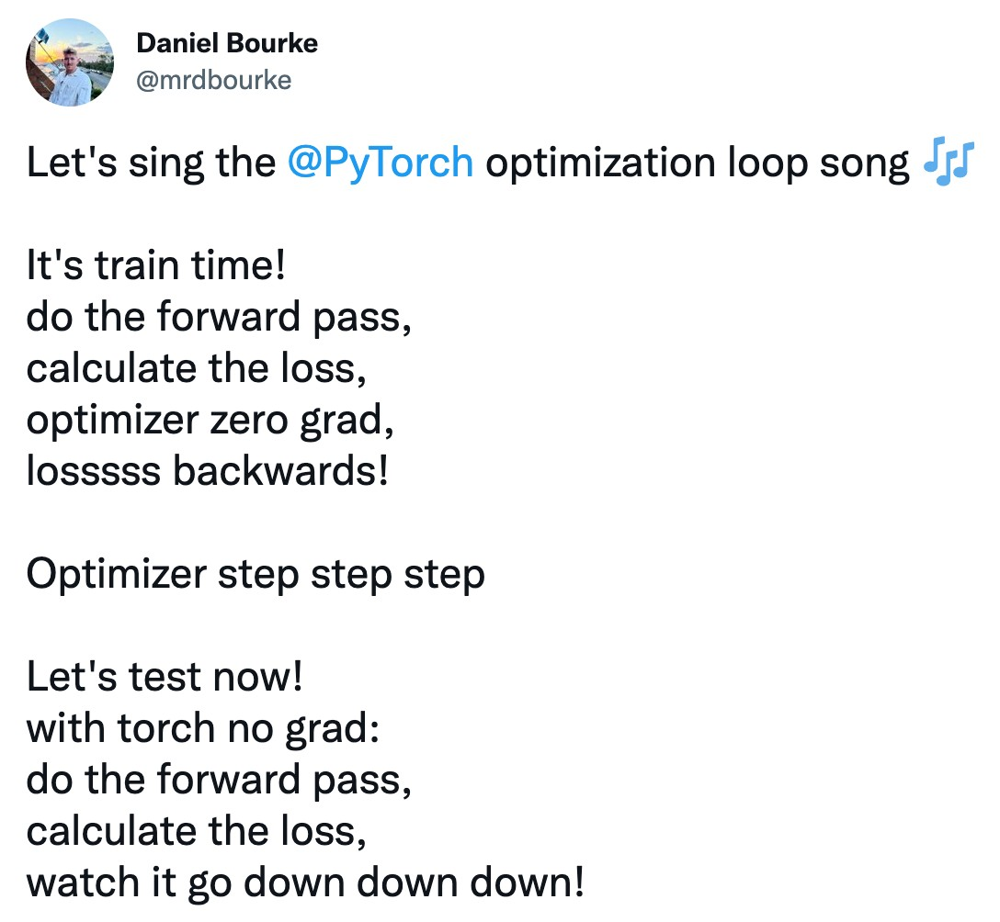 Daniel Bourke
@mrdbourke
Let's sing the @PyTorch optimization loop song 🎶
It's train time!
do the forward pass,
calculate the loss,
optimizer zero grad,
losssss backwards!
Optimizer step step step
Let's test now!
with torch no grad:
do the forward pass,
calculate the loss,
watch it go down down down!